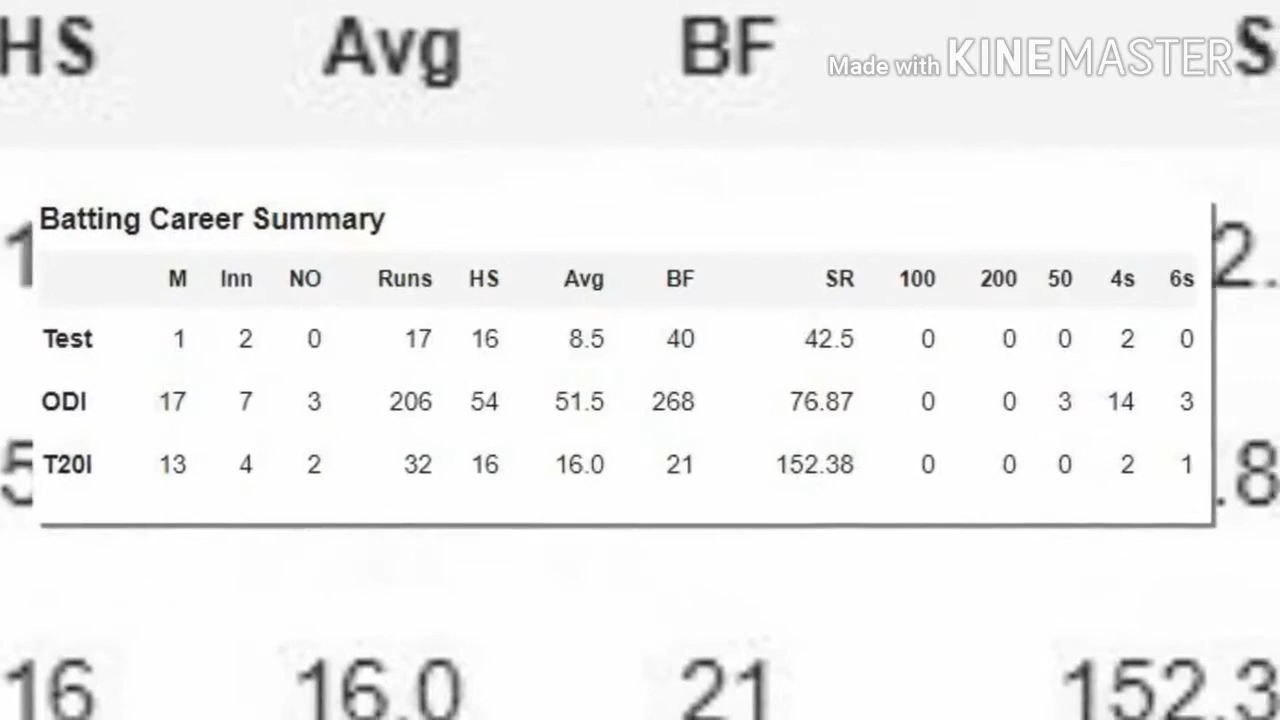 HS Avg BF S
Made with KINEMASTER
Batting Career Summary
M Inn NO Runs HS Avg BF SR 100 200 50 4s 6s
Test 1 2 0 17 16 8.5 40 42.5 0 0 0 2 0
ODI 17 7 3 206 54 51.5 268 76.87 0 0 3 14 3
T20I 13 4 2 32 16 16.0 21 152.38 0 0 0 2 1
16 16.0 21 152.3